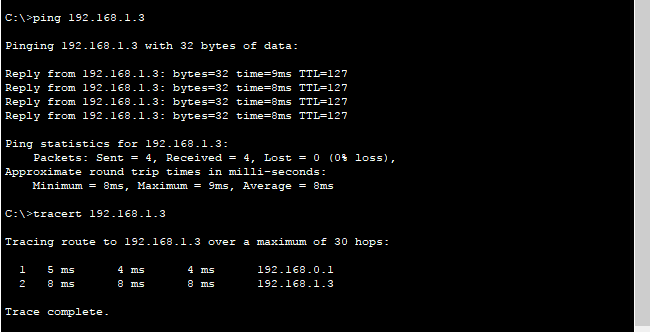 C:\>ping 192.168.1.3
Pinging 192.168.1.3 with 32 bytes of data:
Reply from 192.168.1.3: bytes=32 time=9ms TTL=127
Reply from 192.168.1.3: bytes=32 time=8ms TTL=127
Reply from 192.168.1.3: bytes=32 time=8ms TTL=127
Reply from 192.168.1.3: bytes=32 time=8ms TTL=127
Ping statistics for 192.168.1.3:
    Packets: Sent = 4, Received = 4, Lost = 0 (0% loss),
Approximate round trip times in milli-seconds:
    Minimum = 8ms, Maximum = 9ms, Average = 8ms
C:\>tracert 192.168.1.3
Tracing route to 192.168.1.3 over a maximum of 30 hops:
  1   5 ms      4 ms      4 ms      192.168.0.1
  2   8 ms      8 ms      8 ms      192.168.1.3
Trace complete.